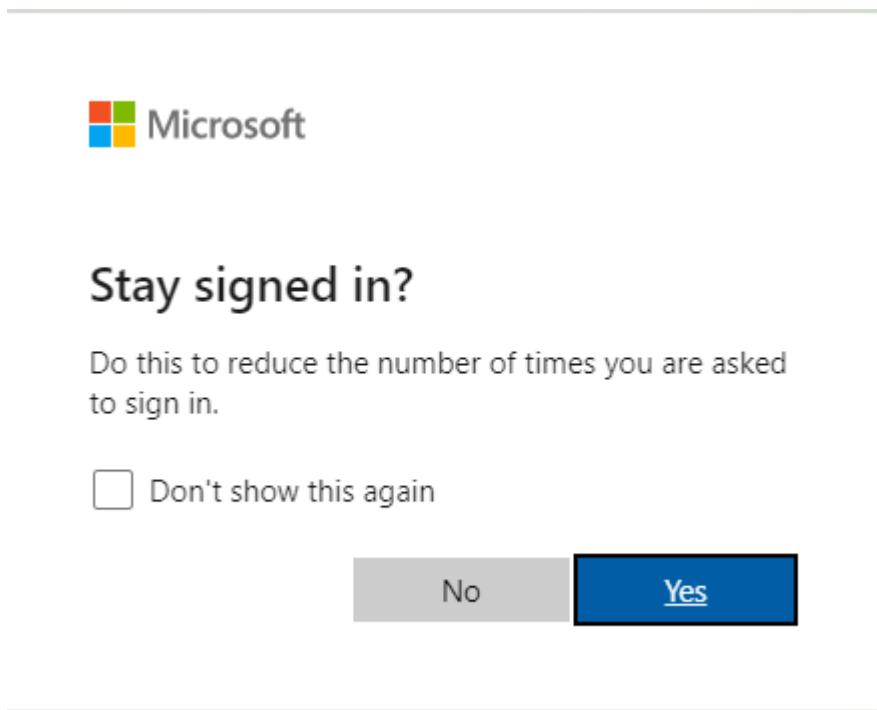 Microsoft
Stay signed in?
Do this to reduce the number of times you are asked
to sign in.
Don't show this again
No
Yes